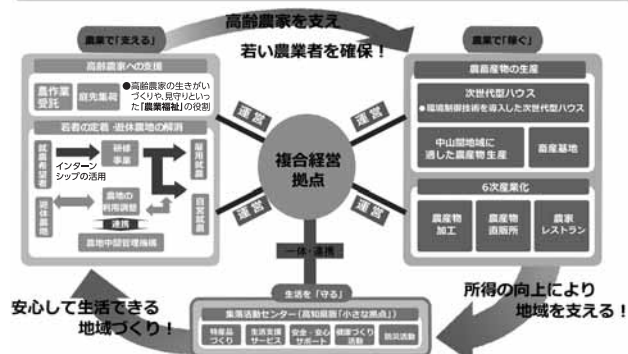 高齢農家を支え
若い農業者を確保！
農業で「支える」
高齢農家への支援
農作業
受託
庭先集荷
●高齢農家の生きがい
づくりや、見守りといっ
た「農業福祉」の役割
若者の定着・遊休農地の解消
就農希望者
インターン
シップの活用
研修
事業
雇用就農
自営就農
遊休農地
農地の
利用調整
連携
農地中間管理機構
運営
運営
複合経営
拠点
運営
運営
農業で「稼ぐ」
農畜産物の生産
次世代型ハウス
●環境制御技術を導入した次世代型ハウス
中山間地域に
適した農産物生産
畜産基地
6次産業化
農産物
加工
農産物
直販所
農家
レストラン
一体・連携
生活を「守る」
集落活動センター（高知県版「小さな拠点」）
特産品
づくり
生活支援
サービス
安全・安心
サポート
健康づくり
活動
防災活動
安心して生活できる
地域づくり！
所得の向上により
地域を支える！